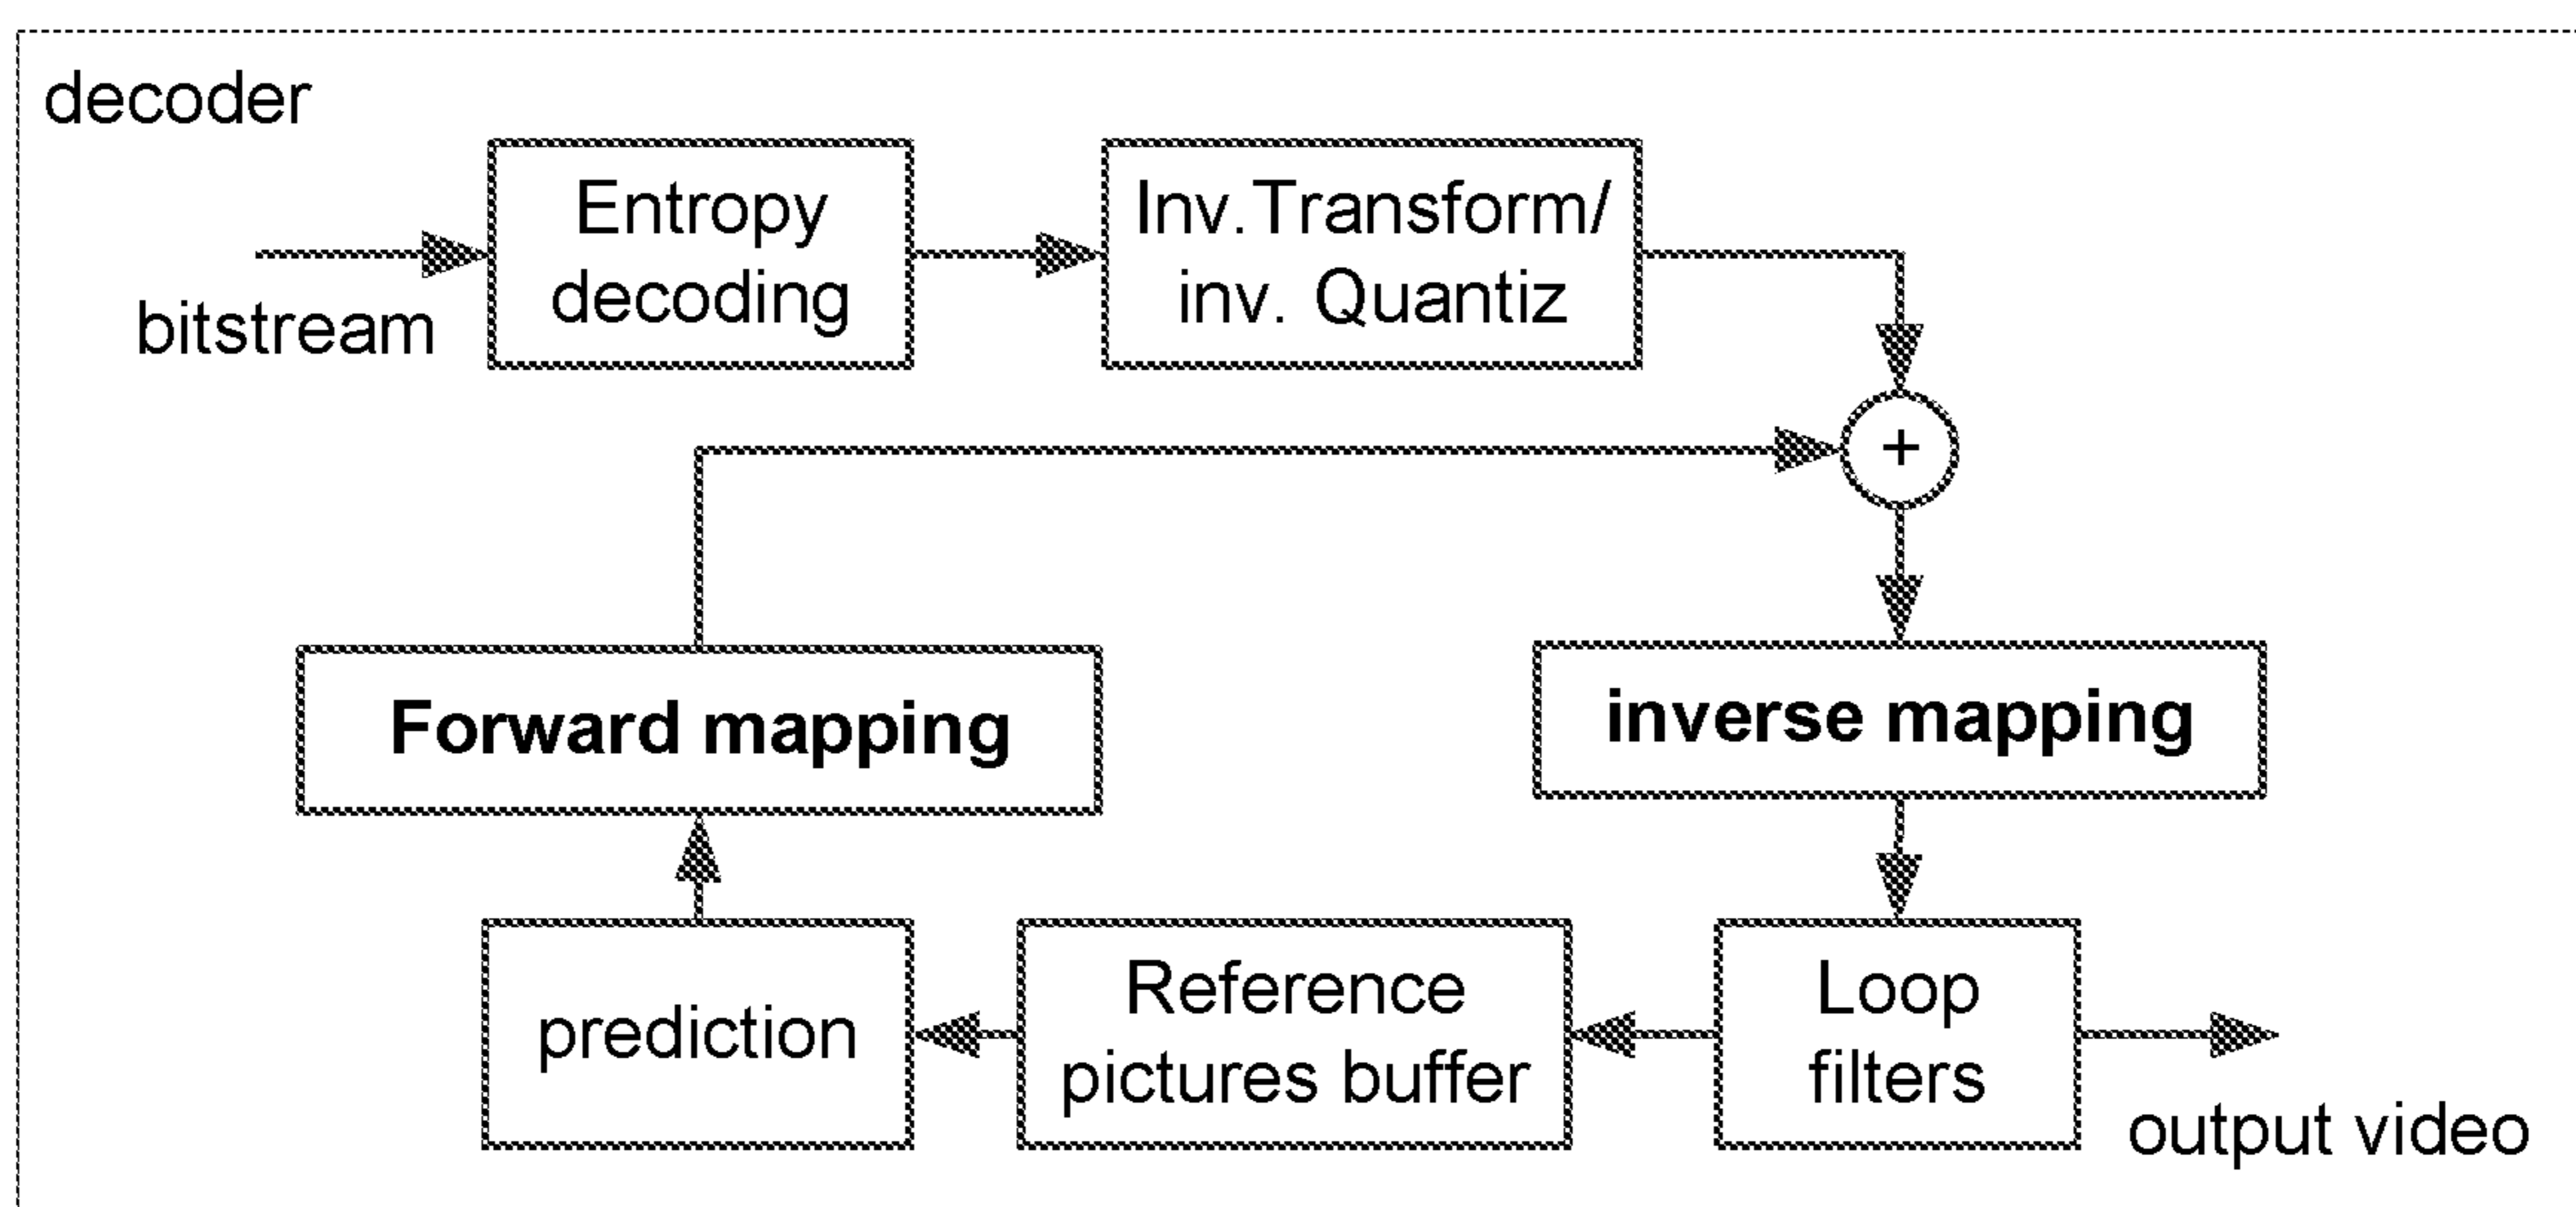 decoder
Entropy
decoding
Inv.Transform/
inv. Quantiz
bitstream
+
Forward mapping
inverse mapping
prediction
Reference
pictures buffer
Loop
filters
output video